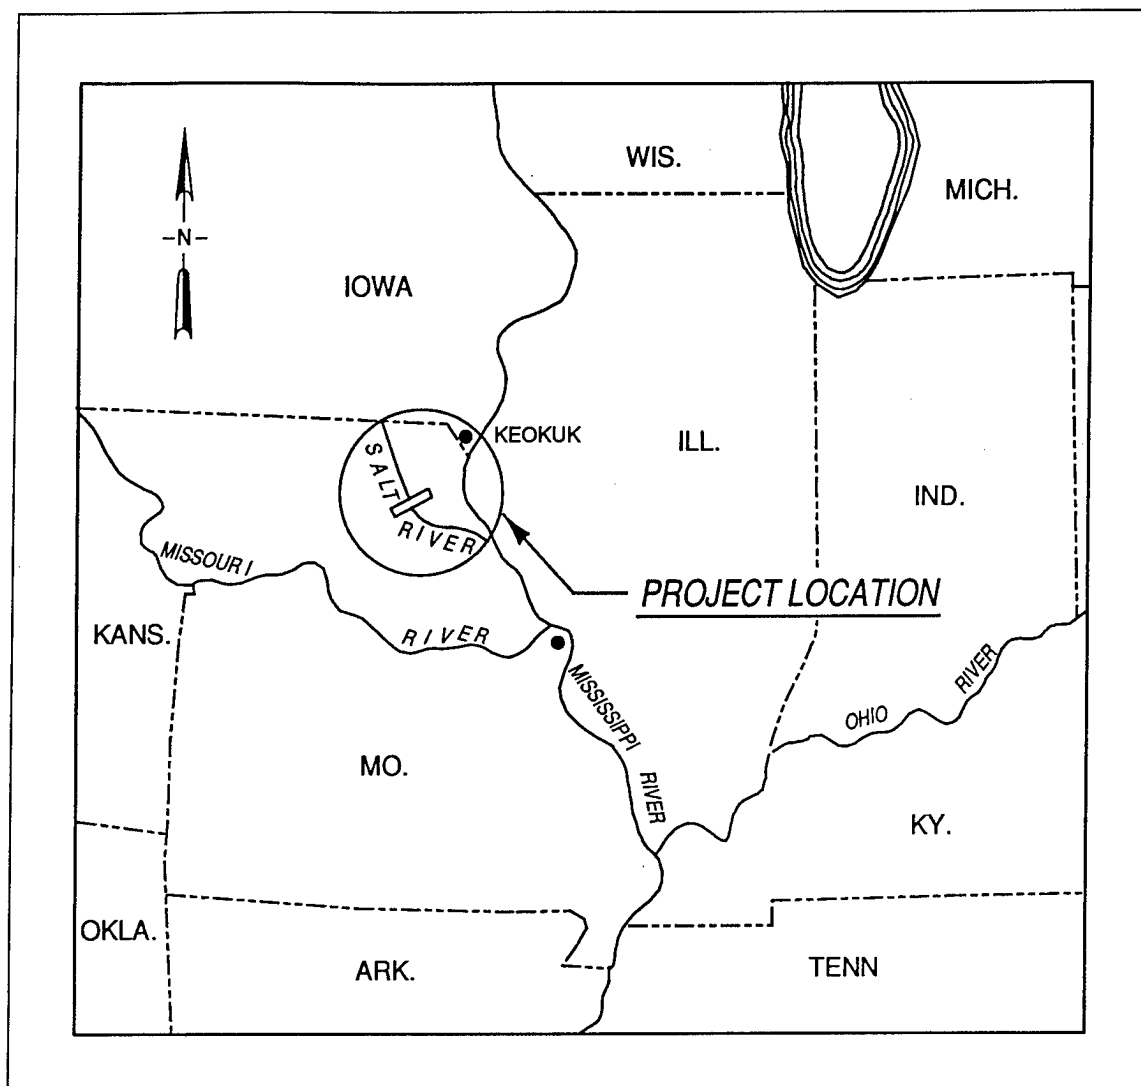 WIS.
MICH.
-N-
IOWA
KEOKUK
ILL.
SALT
RIVER
IND.
MISSOURI
RIVER
PROJECT LOCATION
KANS.
MISSISSIPPI
RIVER
OHIO
RIVER
MO.
KY.
OKLA.
ARK.
TENN